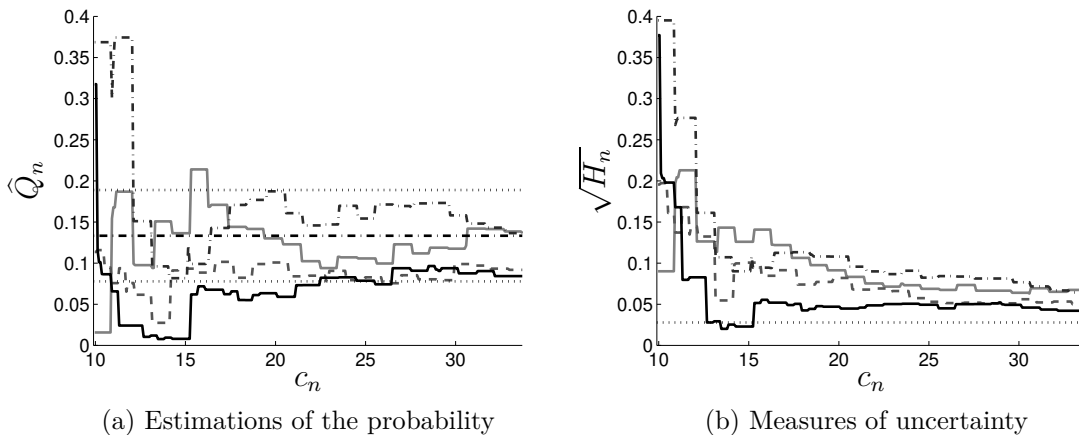 0.4
0.35
0.3
0.25
0.2
0.15
0.1
0.05
0
Q̂n
10 15 20 25 30
cn
(a) Estimations of the probability
0.4
0.35
0.3
0.25
0.2
0.15
0.1
0.05
0
√Hn
10 15 20 25 30
cn
(b) Measures of uncertainty